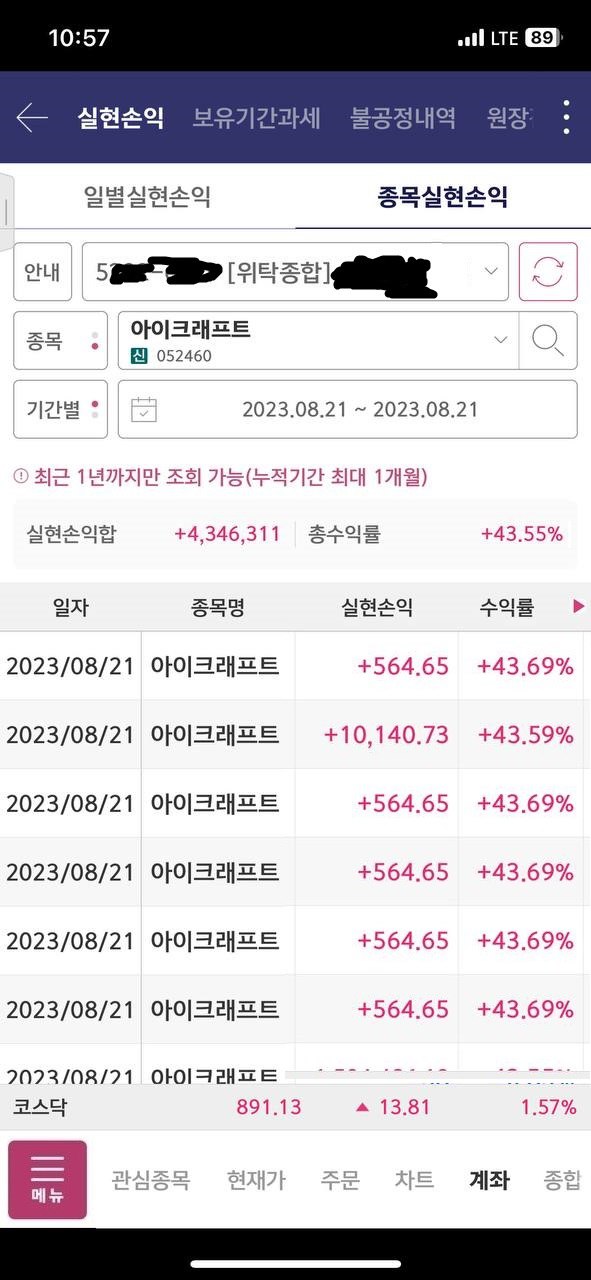 10:57 LTE 89
실현손익 보유기간과세 불공정내역 원장
일별실현손익 종목실현손익
안내 [위탁종합]
종목 아이크래프트
신 052460
기간별 2023.08.21 ~ 2023.08.21
최근 1년까지만 조회 가능(누적기간 최대 1개월)
실현손익합 +4,346,311 총수익률 +43.55%
일자 종목명 실현손익 수익률
2023/08/21 아이크래프트 +564.65 +43.69%
2023/08/21 아이크래프트 +10,140.73 +43.59%
2023/08/21 아이크래프트 +564.65 +43.69%
2023/08/21 아이크래프트 +564.65 +43.69%
2023/08/21 아이크래프트 +564.65 +43.69%
2023/08/21 아이크래프트 +564.65 +43.69%
2023/08/21 아이크래프트
코스닥 891.13 ▲ 13.81 1.57%
메뉴 관심종목 현재가 주문 차트 계좌 종합